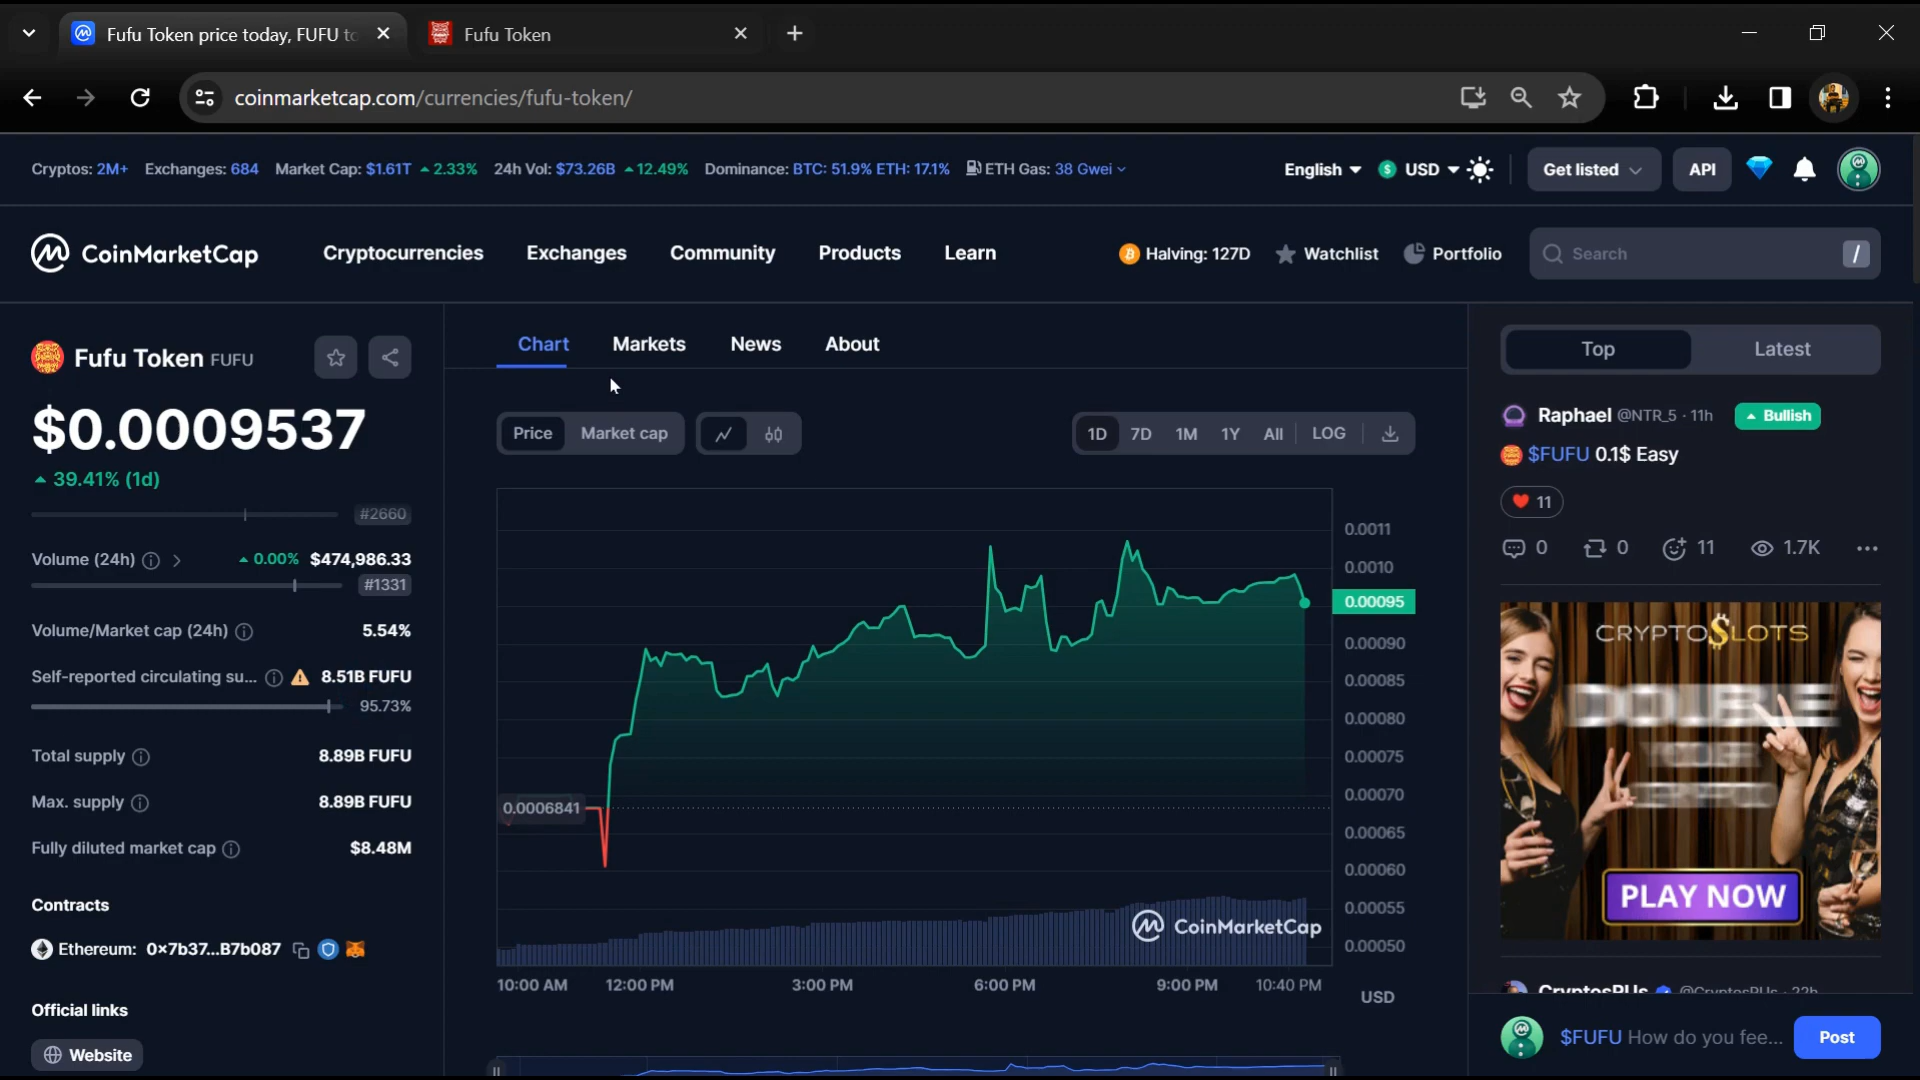 Fufu Token price today, FUFU to
Fufu Token
coinmarketcap.com/currencies/fufu-token/
Cryptos: 2M+ Exchanges: 684 Market Cap: $1.61T 2.33% 24h Vol: $73.26B 12.49% Dominance: BTC: 51.9% ETH: 17.1% ETH Gas: 38 Gwei
English $ USD Get listed API
CoinMarketCap
Cryptocurrencies Exchanges Community Products Learn
Halving: 127D Watchlist Portfolio Search /
Fufu Token FUFU
$0.0009537
39.41% (1d)
#2660
Volume (24h) 0.00% $474,986.33
#1331
Volume/Market cap (24h) 5.54%
Self-reported circulating su... 8.51B FUFU
95.73%
Total supply 8.89B FUFU
Max. supply 8.89B FUFU
Fully diluted market cap $8.48M
Contracts
Ethereum: 0x7b37...B7b087
Official links
Website
Chart Markets News About
Price Market cap
1D 7D 1M 1Y All LOG
0.0011
0.0010
0.00095
0.00090
0.00085
0.00080
0.00075
0.00070
0.00065
0.00060
0.00055
0.00050
0.0006841
CoinMarketCap
10:00 AM 12:00 PM 3:00 PM 6:00 PM 9:00 PM 10:40 PM
USD
Top Latest
Raphael @NTR_5 · 11h Bullish
$FUFU 0.1$ Easy
11
0 0 11 1.7K ...
CRYPTO$LOTS
DOUBLE
PLAY NOW
CryptosRUs @CryptosRUs · 22h
$FUFU How do you fee... Post